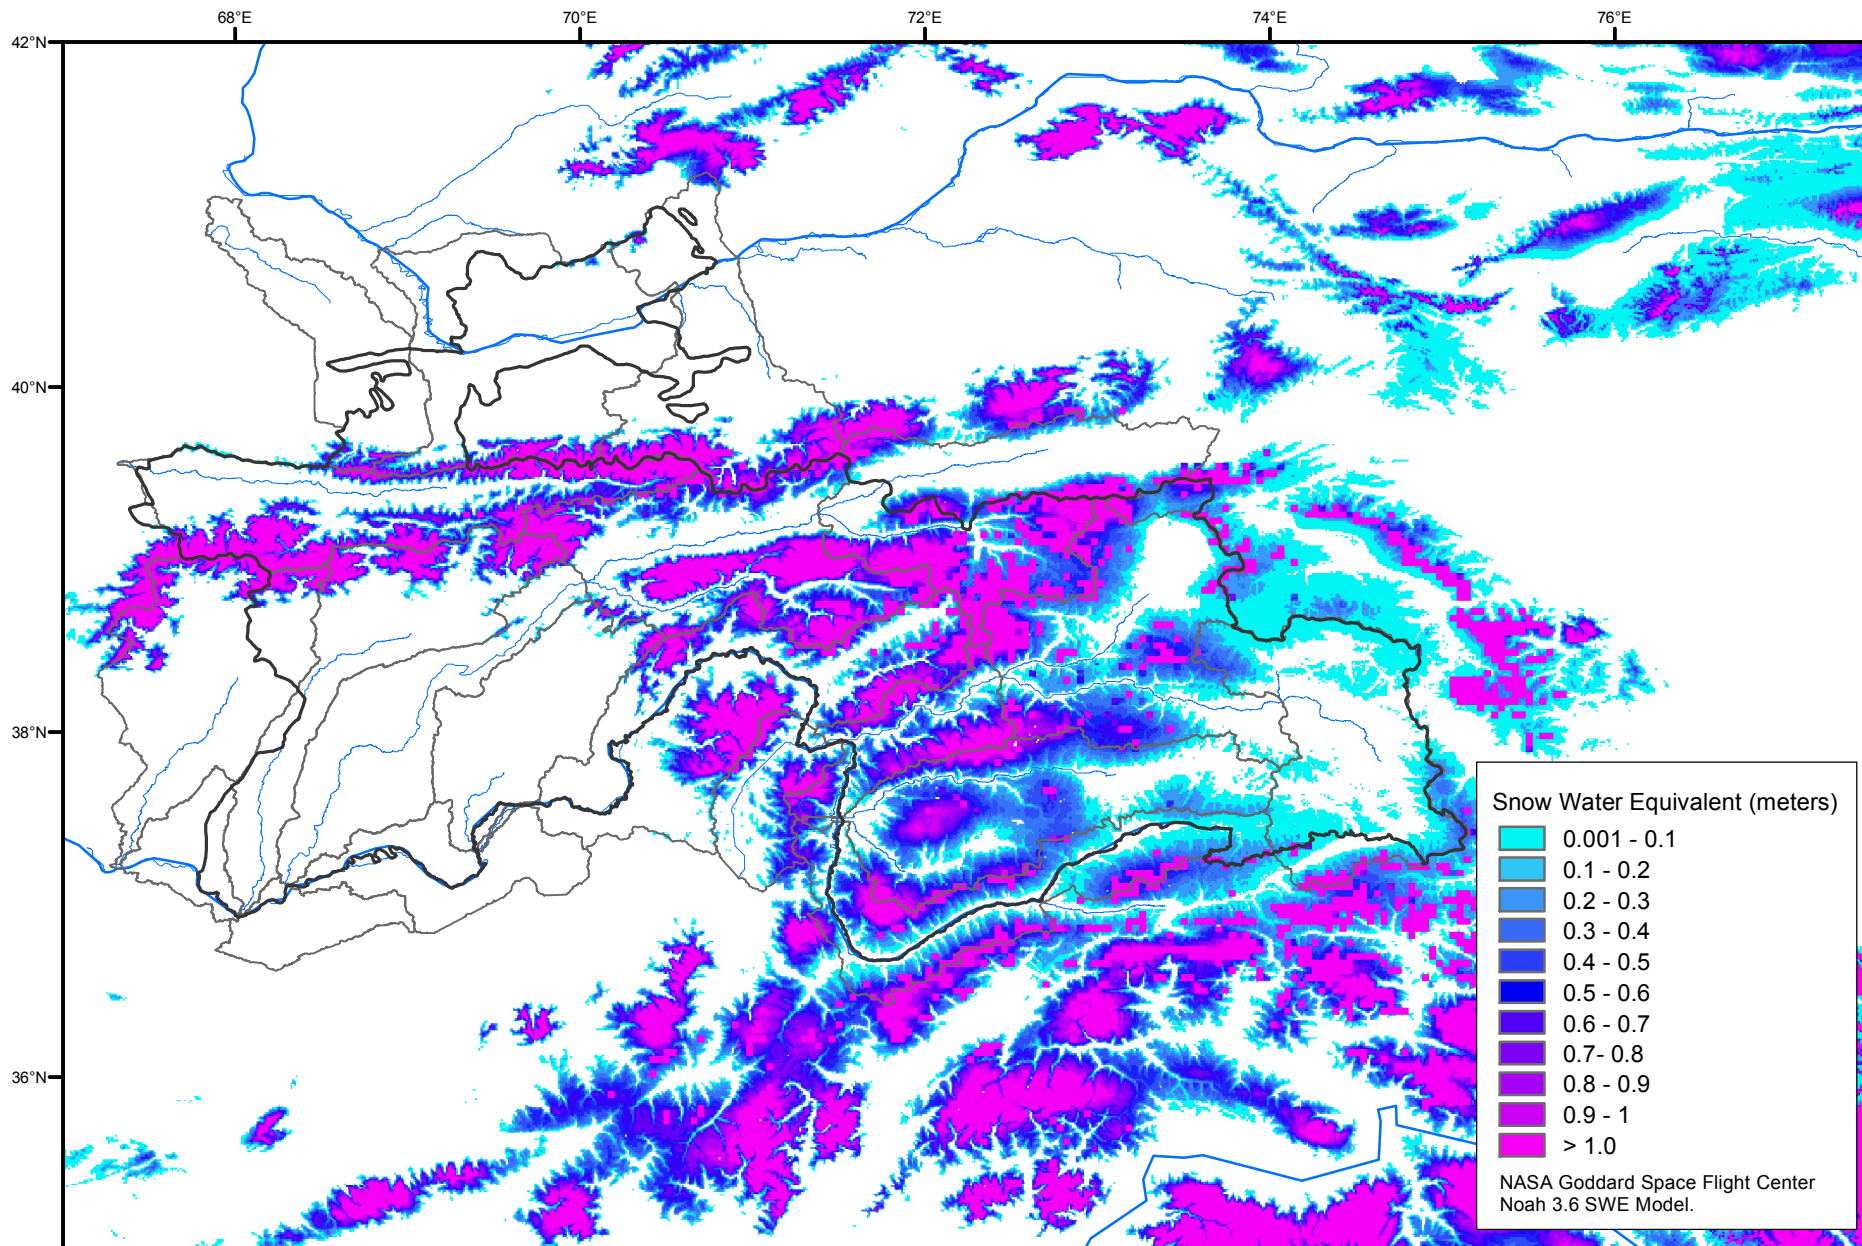 68°E 70°E 72°E 74°E 76°E
42°N
40°N
38°N
36°N
Snow Water Equivalent (meters)
0.001 - 0.1
0.1 - 0.2
0.2 - 0.3
0.3 - 0.4
0.4 - 0.5
0.5 - 0.6
0.6 - 0.7
0.7- 0.8
0.8 - 0.9
0.9 - 1
> 1.0
NASA Goddard Space Flight Center
Noah 3.6 SWE Model.